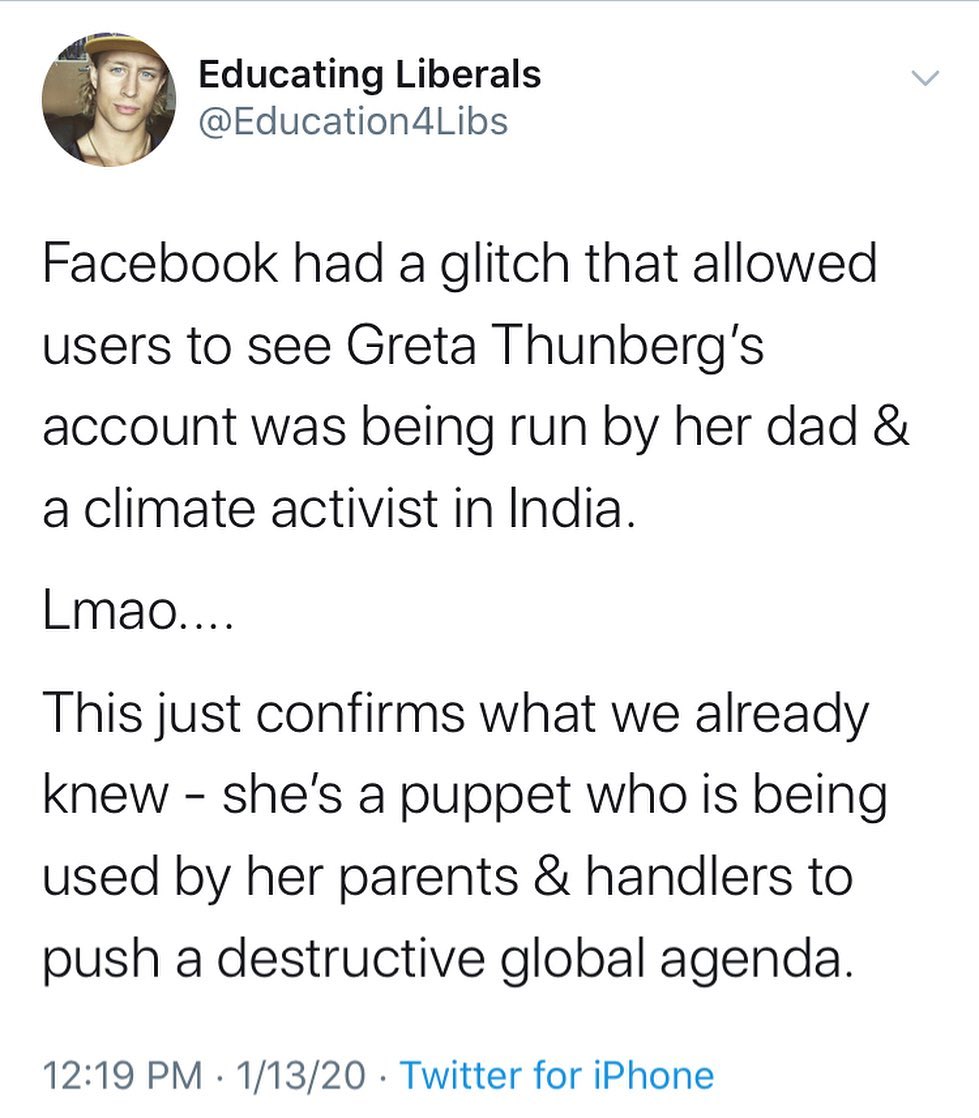 Educating Liberals
@Education4Libs
Facebook had a glitch that allowed
users to see Greta Thunberg’s
account was being run by her dad &
a climate activist in India.
Lmao....
This just confirms what we already
knew - she’s a puppet who is being
used by her parents & handlers to
push a destructive global agenda.
12:19 PM · 1/13/20 · Twitter for iPhone